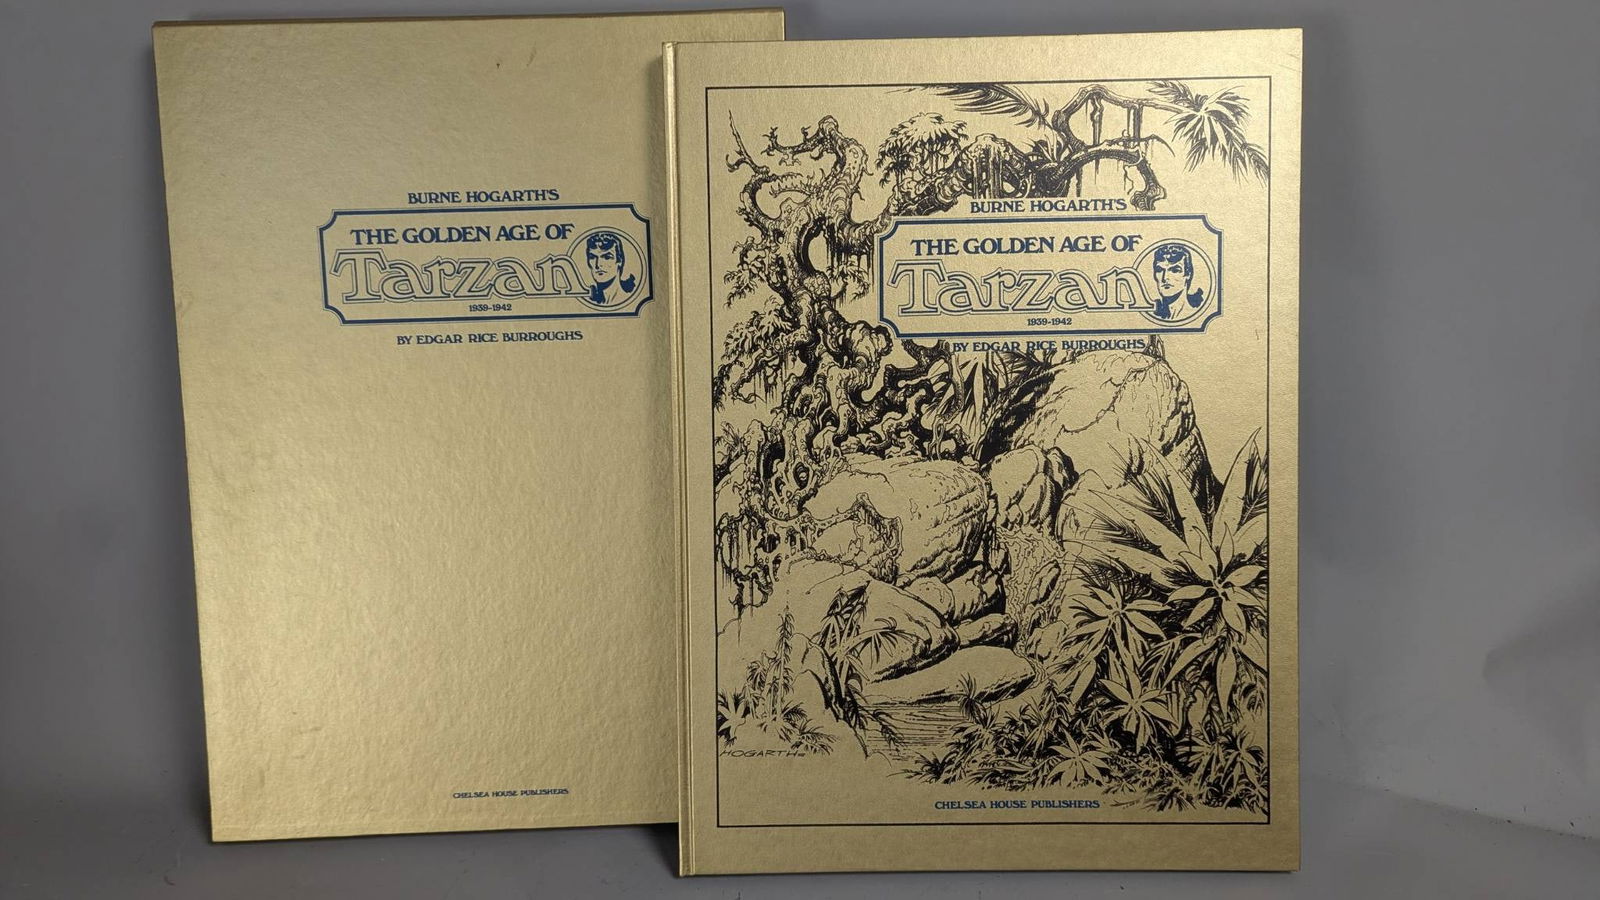 BURNE HOGARTH'S
THE GOLDEN AGE OF
Tarzan
1939-1942
BY EDGAR RICE BURROUGHS
CHELSEA HOUSE PUBLISHERS
BURNE HOGARTH'S
THE GOLDEN AGE OF
Tarzan
1939-1942
BY EDGAR RICE BURROUGHS
HOGARTH
CHELSEA HOUSE PUBLISHERS